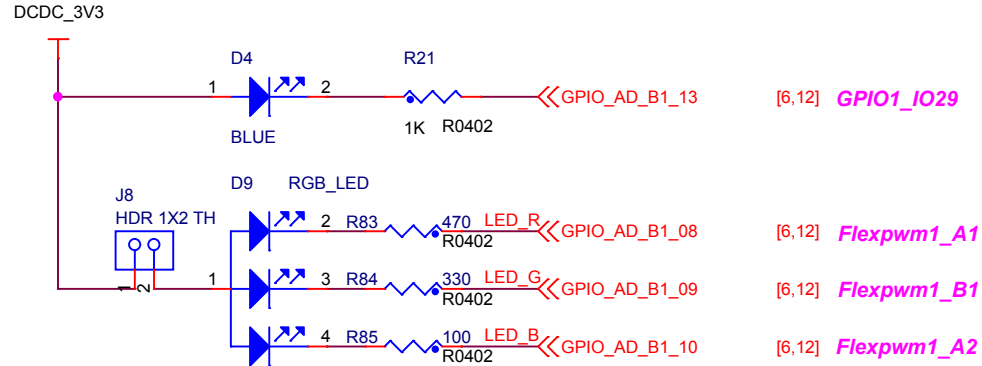 DCDC_3V3
D4 R21
1 2 GPIO_AD_B1_13 [6,12] GPIO1_IO29
1K R0402
BLUE
D9 RGB_LED
J8
HDR 1X2 TH
2 R83 470 LED_R GPIO_AD_B1_08 [6,12] Flexpwm1_A1
R0402
1 2 1 3 R84 330 LED_G GPIO_AD_B1_09 [6,12] Flexpwm1_B1
R0402
4 R85 100 LED_B GPIO_AD_B1_10 [6,12] Flexpwm1_A2
R0402